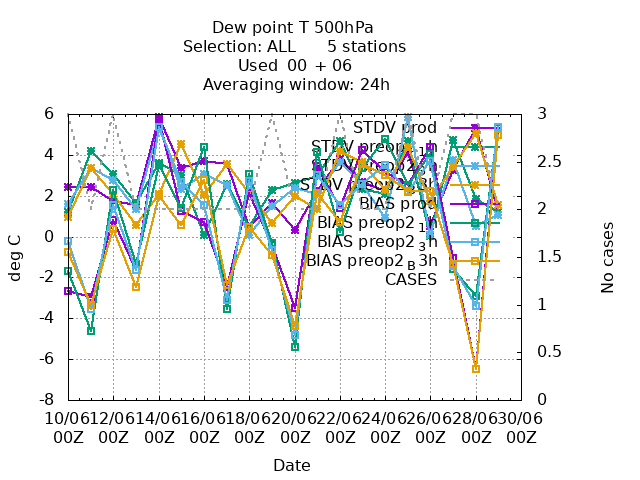 Dew point T 500hPa
Selection: ALL 5 stations
Used 00 + 06
Averaging window: 24h
STDV prod
BIAS prod
BIAS preop2_1h
BIAS preop2_3h
BIAS preop2_B3h
CASES
6
4
2
0
-2
-4
-6
-8
3
2.5
2
1.5
1
0.5
0
deg C
No cases
10/06 12/06 14/06 16/06 18/06 20/06 22/06 24/06 26/06 28/06 30/06
00Z 00Z 00Z 00Z 00Z 00Z 00Z 00Z 00Z 00Z 00Z
Date